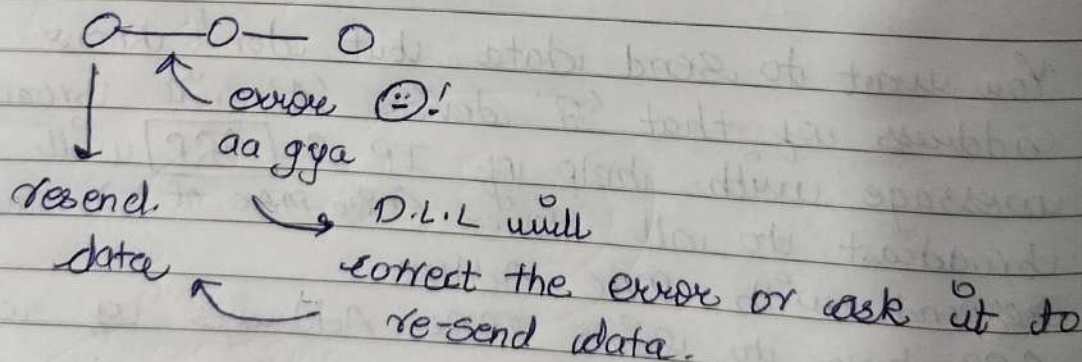 error !
aa gya
resend.
data
D.L.L will
correct the error or ask it to
re-send data.